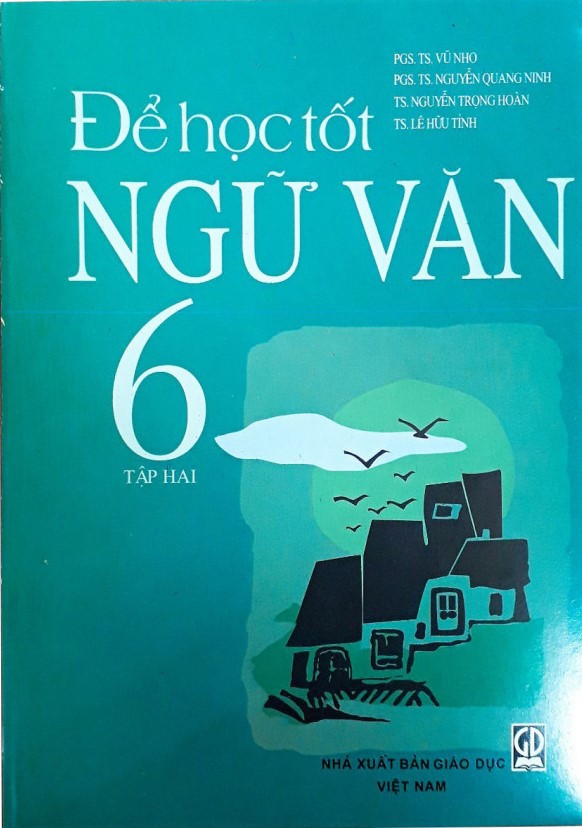 PGS. TS. VŨ NHO
PGS. TS. NGUYỄN QUANG NINH
TS. NGUYỄN TRỌNG HOÀN
TS. LÊ HỮU TỈNH
Để học tốt
NGỮ VĂN
6
TẬP HAI
GD
NHÀ XUẤT BẢN GIÁO DỤC
VIỆT NAM